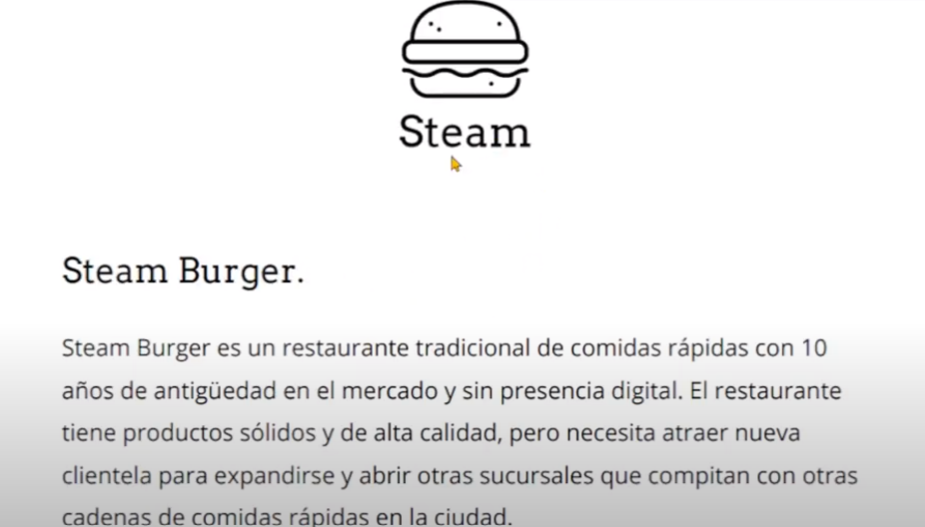 Steam
Steam Burger.
Steam Burger es un restaurante tradicional de comidas rápidas con 10
años de antigüedad en el mercado y sin presencia digital. El restaurante
tiene productos sólidos y de alta calidad, pero necesita atraer nueva
clientela para expandirse y abrir otras sucursales que compitan con otras
cadenas de comidas rápidas en la ciudad.